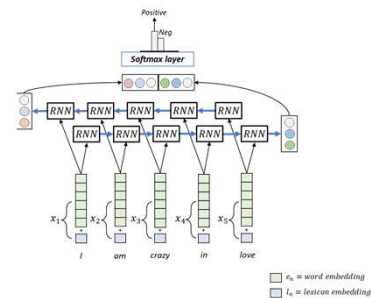 Positive
Neg
Softmax layer
RNN RNN RNN RNN RNN
RNN RNN RNN RNN RNN
x₁ x₂ x₃ x₄ x₅
+ + + + +
I am crazy in love
eₙ = word embedding
lₙ = lexicon embedding